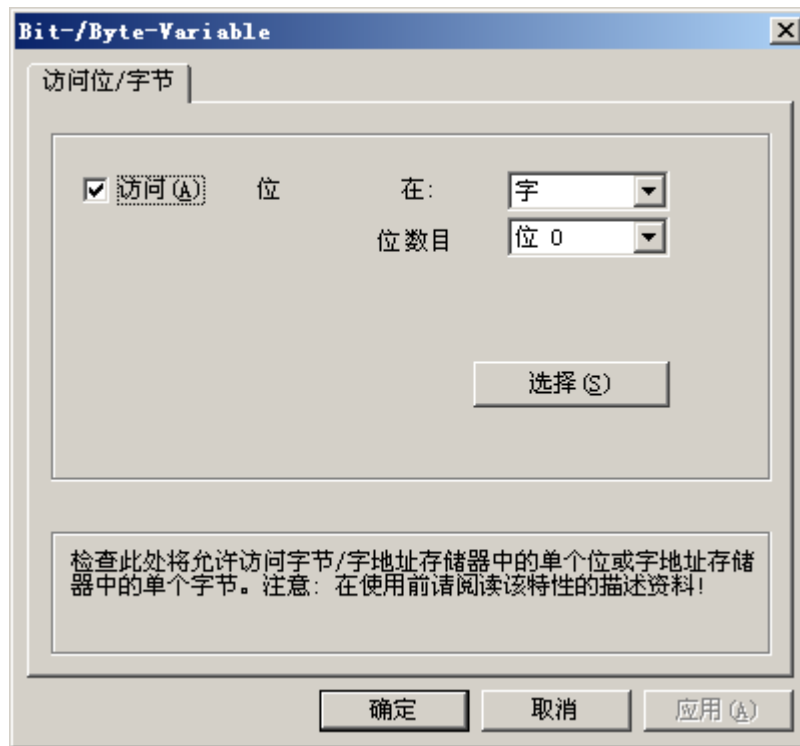 Bit-/Byte-Variable
访问位/字节
访问(A) 位 在: 字
位数目 位 0
选择(S)
检查此处将允许访问字节/字地址存储器中的单个位或字地址存储
器中的单个字节。注意: 在使用前请阅读该特性的描述资料!
确定 取消 应用(A)